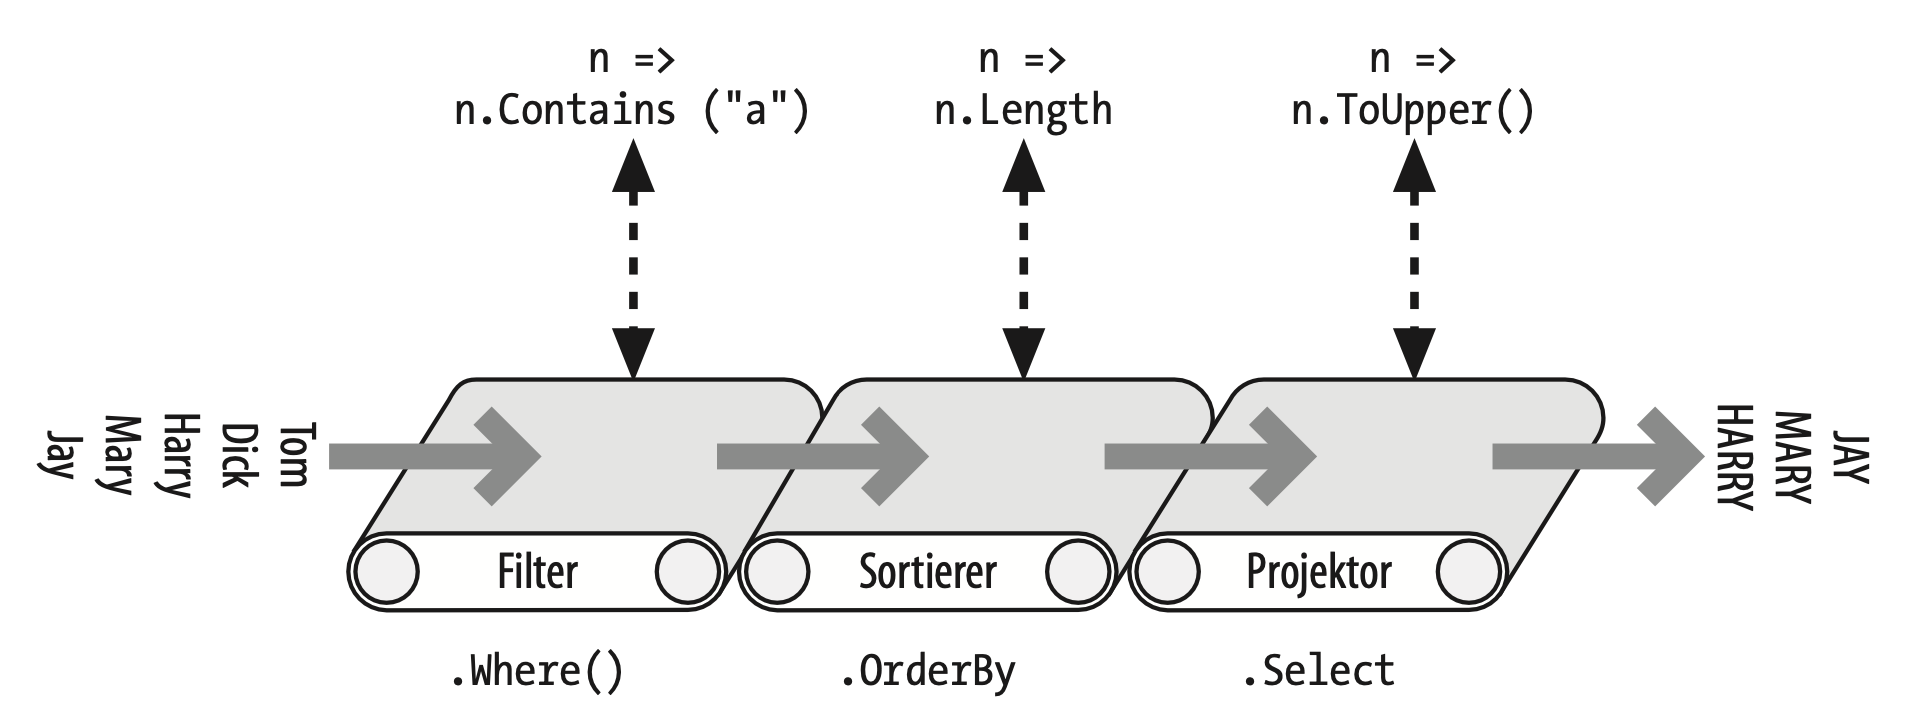 n =>
n.Contains ("a")
n =>
n.Length
n =>
n.ToUpper()
Tom
Dick
Harry
Mary
Jay
Filter
Sortierer
Projektor
JAY
MARY
HARRY
.Where()
.OrderBy
.Select